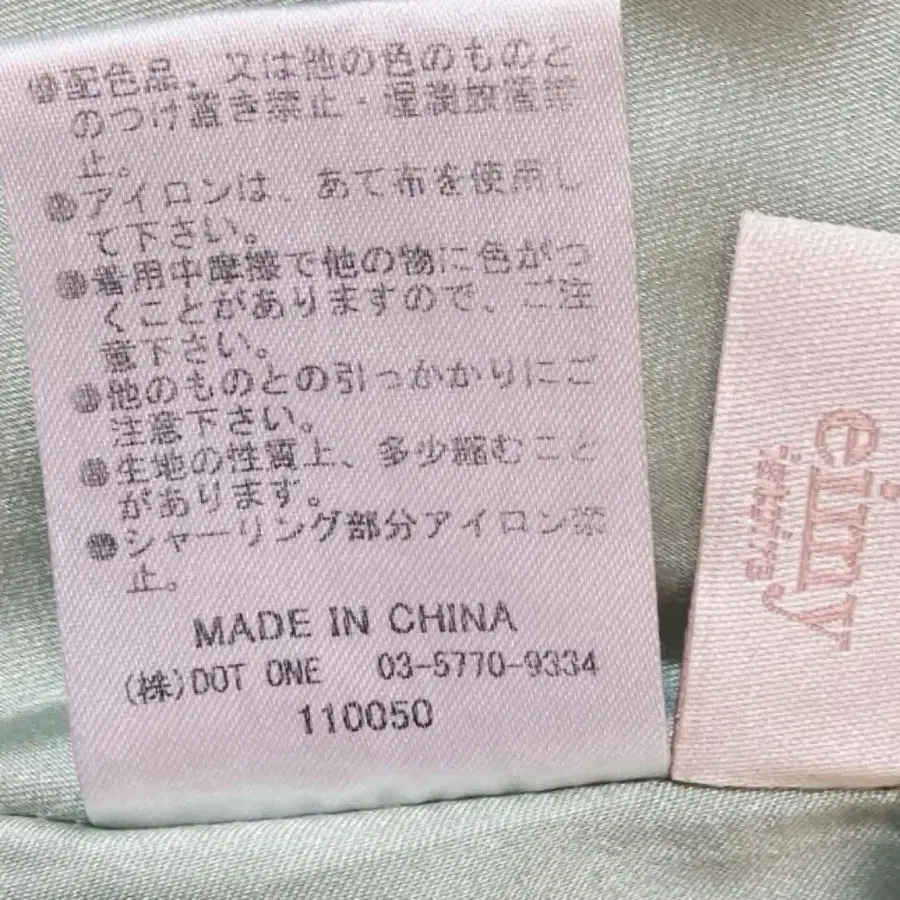 ●配色品、又は他の色のものと
のつけ置き禁止・湿潤放置禁
止。
●アイロンは、あて布を使用し
て下さい。
●着用中摩擦で他の物に色がつ
くことがありますので、ご注
意下さい。
●他のものとの引っかかりにご
注意下さい。
●生地の性質上、多少縮むこと
があります。
●シャーリング部分アイロン禁
止。
MADE IN CHINA
(株)DOT ONE 03-5770-9334
110050
eimy
istoire